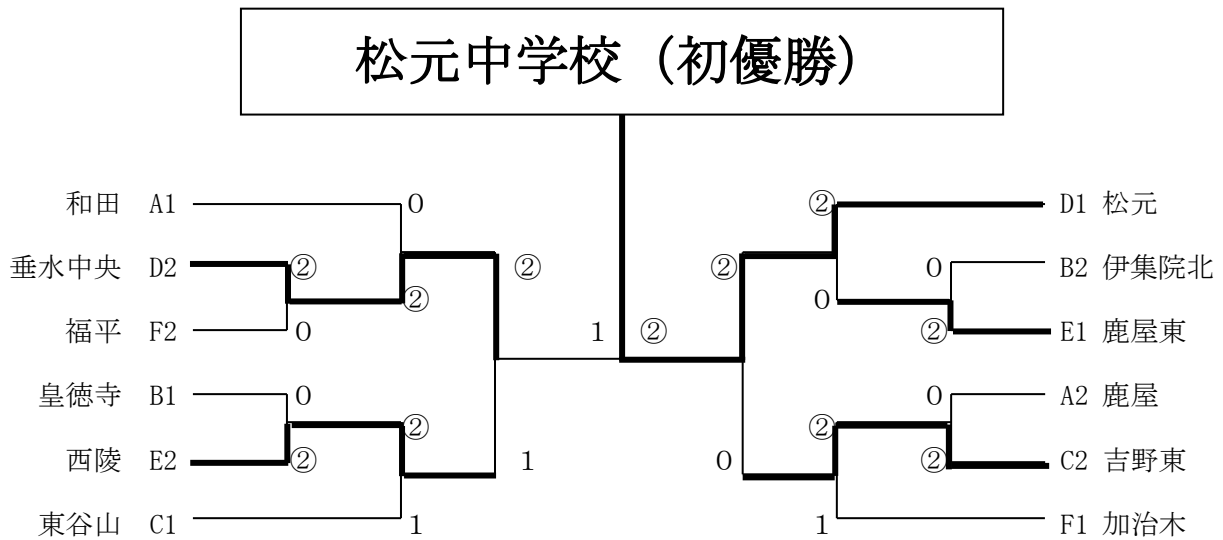 松元中学校（初優勝）
和田 A1 0 ② D1 松元
垂水中央 D2 ② ② ② 0 B2 伊集院北
② 0
福平 F2 0 1 ② ② E1 鹿屋東
皇徳寺 B1 0 0 A2 鹿屋
② ②
西陵 E2 ② 1 0 ② C2 吉野東
東谷山 C1 1 1 F1 加治木